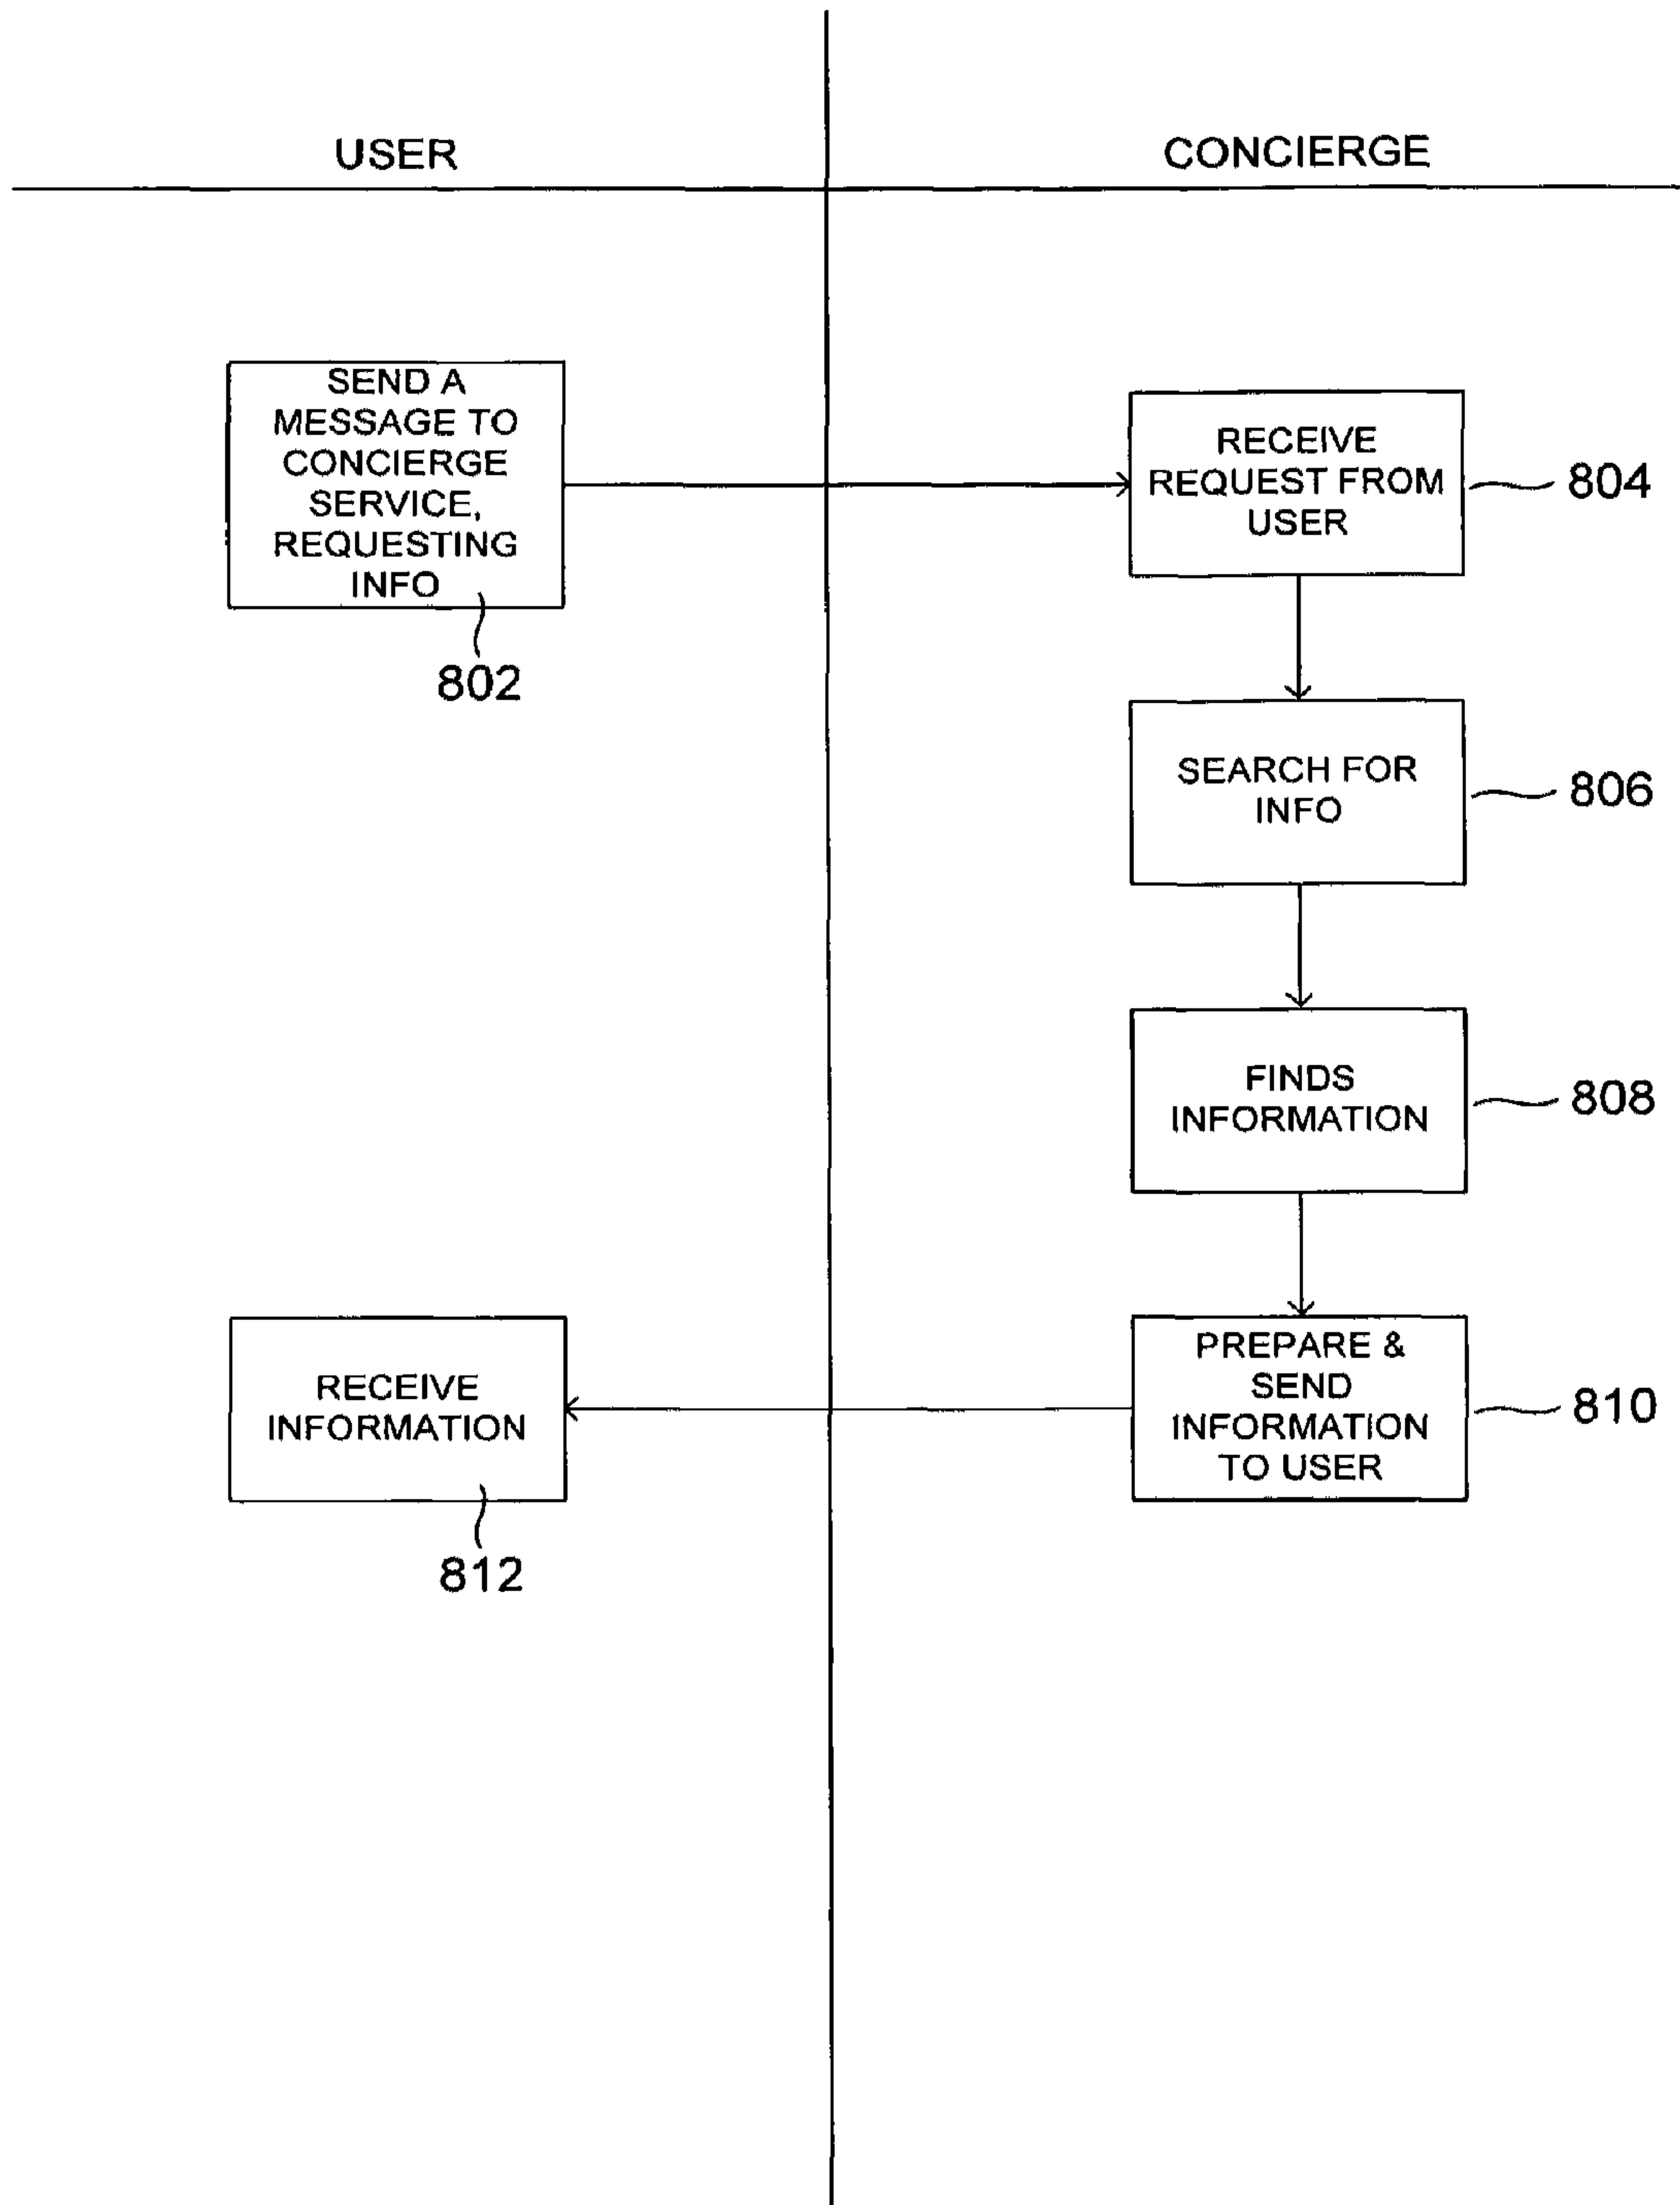 USER
CONCIERGE
SEND A
MESSAGE TO
CONCIERGE
SERVICE,
REQUESTING
INFO
802
RECEIVE
REQUEST FROM
USER
804
SEARCH FOR
INFO
806
FINDS
INFORMATION
808
PREPARE &
SEND
INFORMATION
TO USER
810
RECEIVE
INFORMATION
812